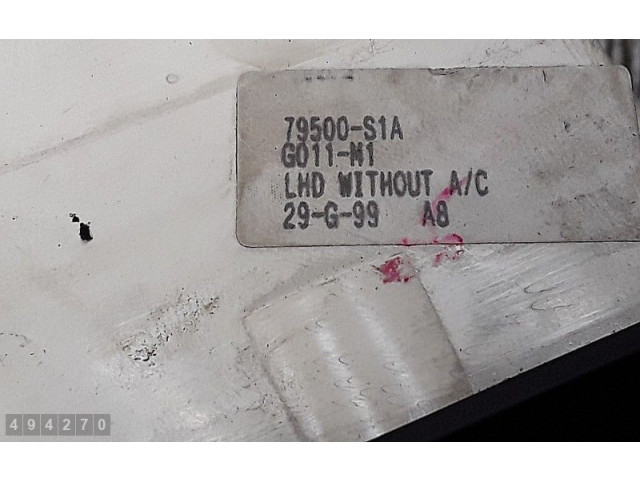 79500-S1A
G011-M1
LHD WITHOUT A/C
29-G-99 A8
494270